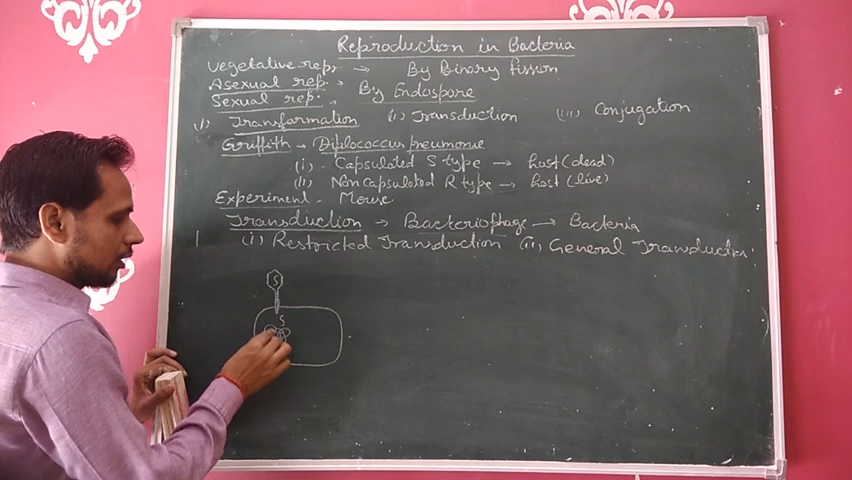 Reproduction in Bacteria
Vegetative rep, → By Binary fission
Asexual rep. → By Endospore
Sexual rep. →
(i) Transformation (ii) Transduction (iii) Conjugation
Griffith → Diplococcus pneumonae
(i) - Capsulated S type → host (dead)
(ii) Non capsulated R type → host (live)
Experiment - Mouse
Transduction → Bacteriophage → Bacteria
(i) Restricted Transduction (ii) General Transduction.
S
S